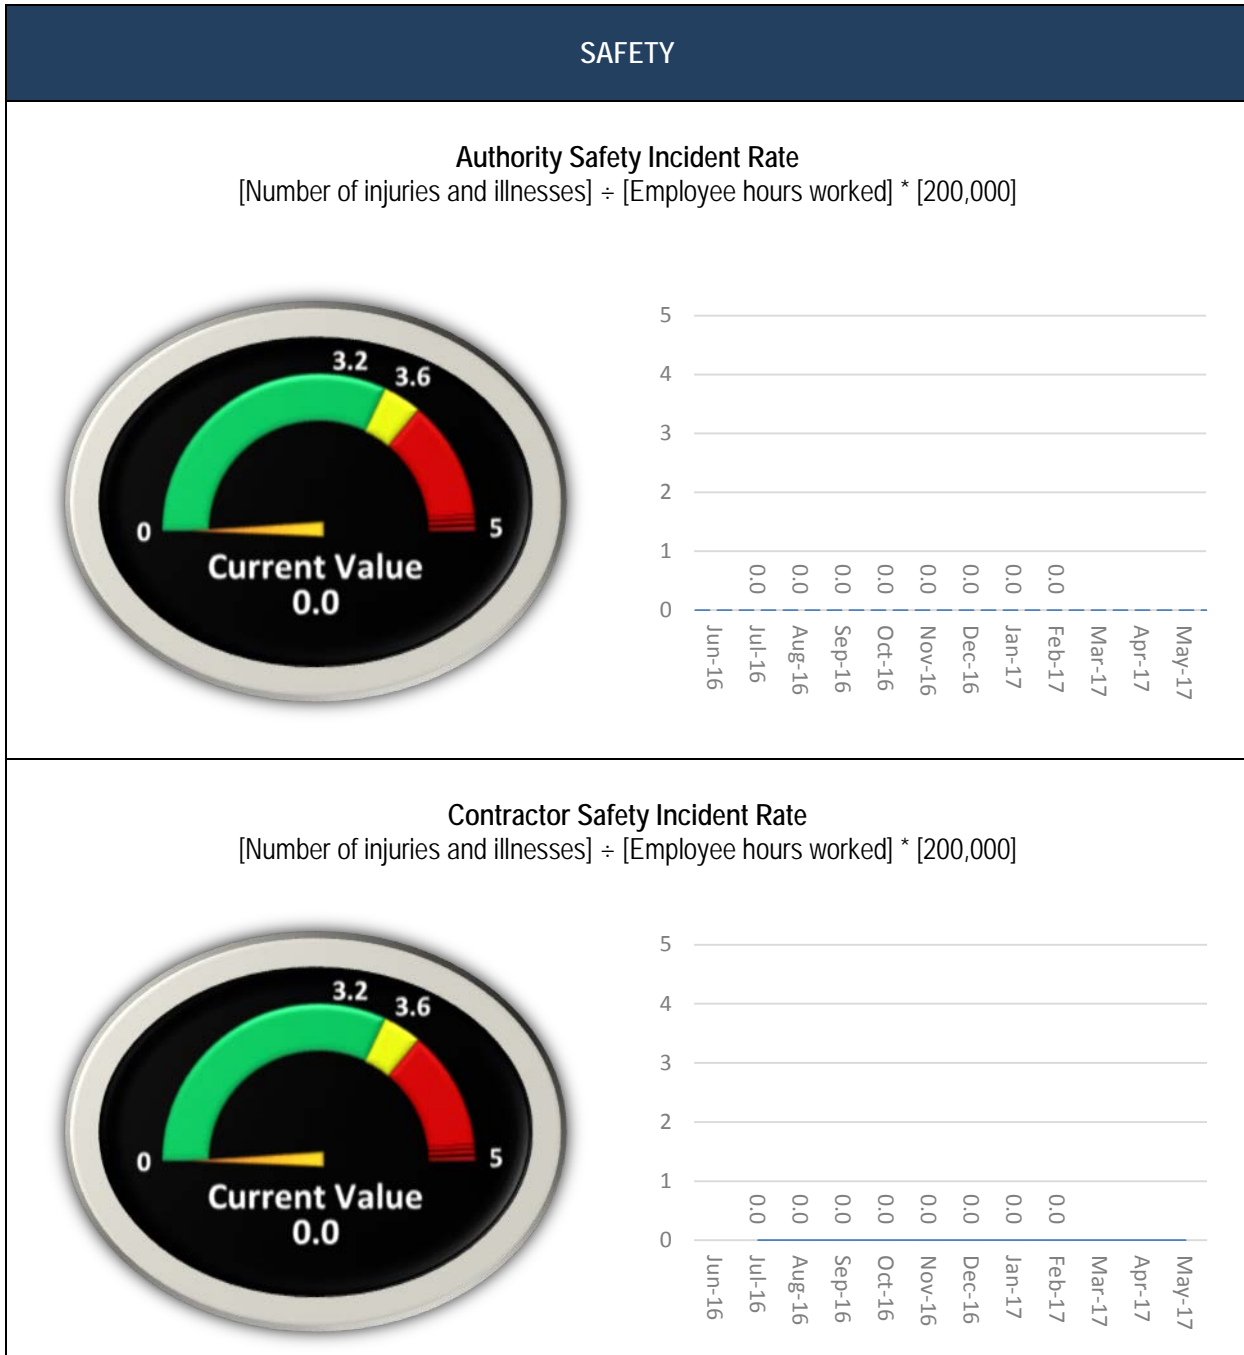 SAFETY
Authority Safety Incident Rate
[Number of injuries and illnesses] ÷ [Employee hours worked] * [200,000]
3.2
3.6
0
5
Current Value
0.0
5
4
3
2
1
0
0.0 0.0 0.0 0.0 0.0 0.0 0.0 0.0
Jun-16 Jul-16 Aug-16 Sep-16 Oct-16 Nov-16 Dec-16 Jan-17 Feb-17 Mar-17 Apr-17 May-17
Contractor Safety Incident Rate
[Number of injuries and illnesses] ÷ [Employee hours worked] * [200,000]
3.2
3.6
0
5
Current Value
0.0
5
4
3
2
1
0
0.0 0.0 0.0 0.0 0.0 0.0 0.0 0.0
Jun-16 Jul-16 Aug-16 Sep-16 Oct-16 Nov-16 Dec-16 Jan-17 Feb-17 Mar-17 Apr-17 May-17